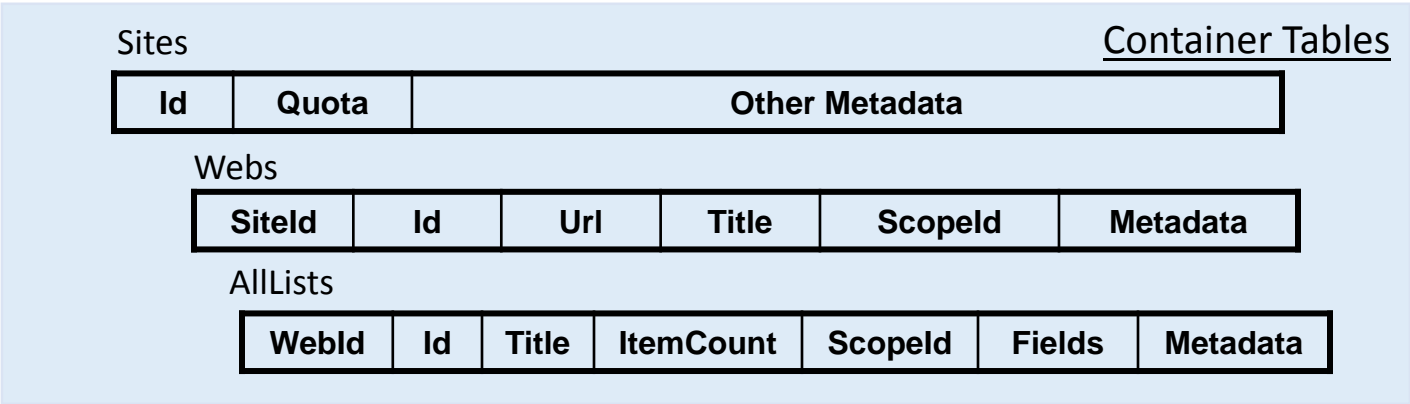 Sites
Container Tables
Id Quota Other Metadata
Webs
SiteId Id Url Title ScopeId Metadata
AllLists
WebId Id Title ItemCount ScopeId Fields Metadata